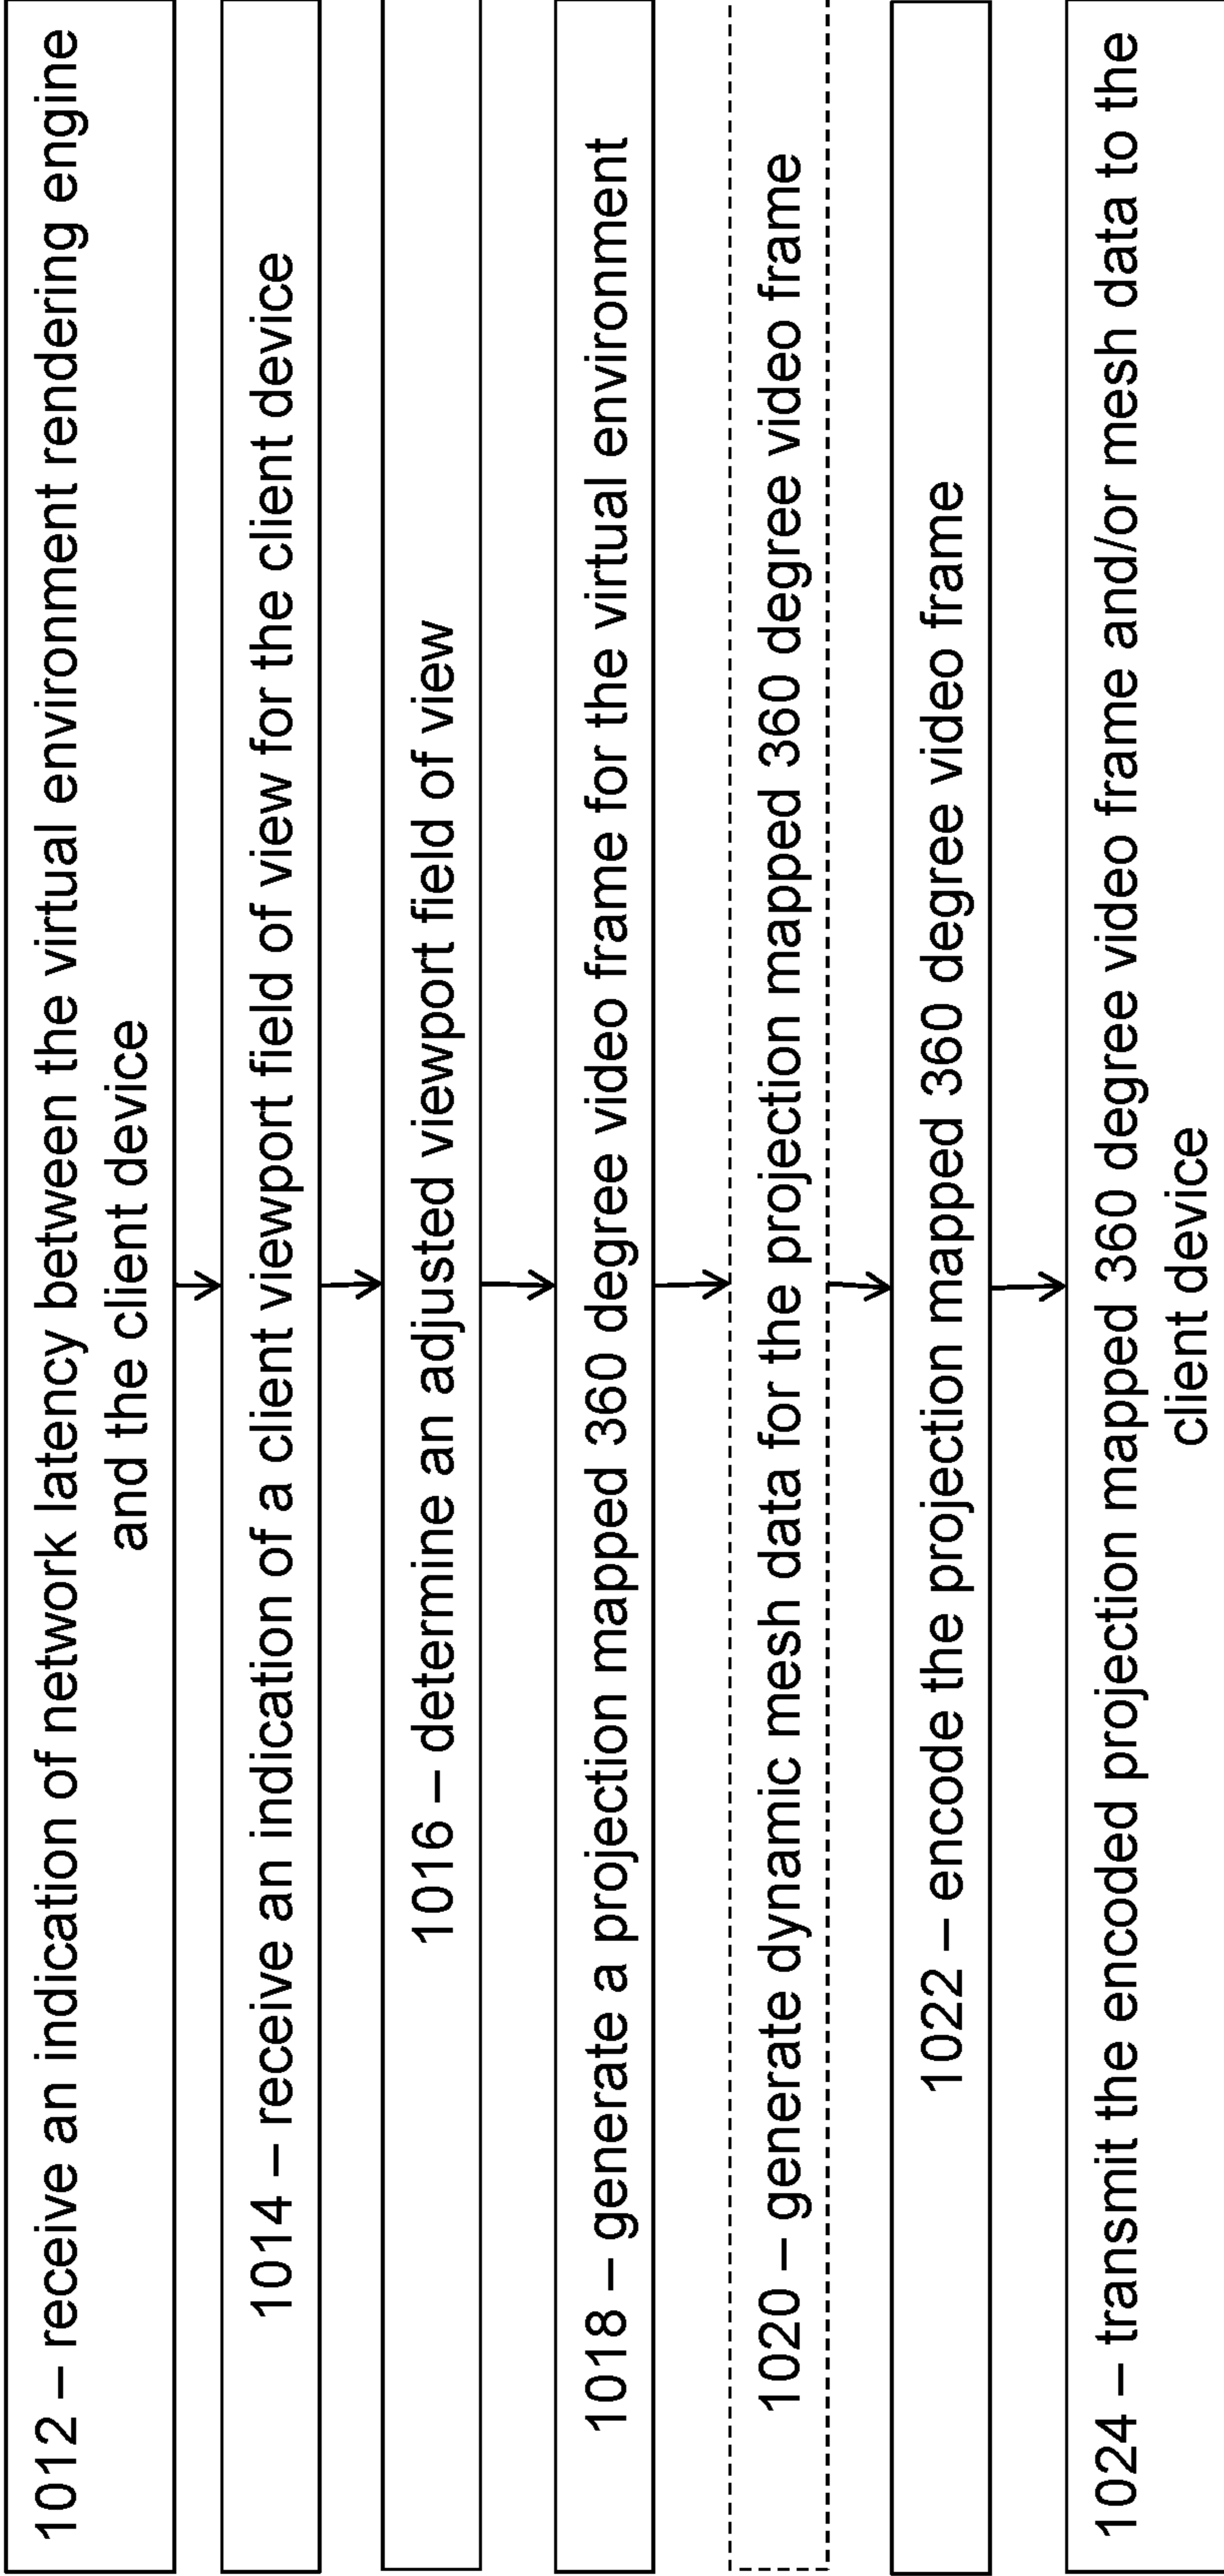 1012 – receive an indication of network latency between the virtual environment rendering engine
and the client device
1014 – receive an indication of a client viewport field of view for the client device
1016 – determine an adjusted viewport field of view
1018 – generate a projection mapped 360 degree video frame for the virtual environment
1020 – generate dynamic mesh data for the projection mapped 360 degree video frame
1022 – encode the projection mapped 360 degree video frame
1024 – transmit the encoded projection mapped 360 degree video frame and/or mesh data to the
client device